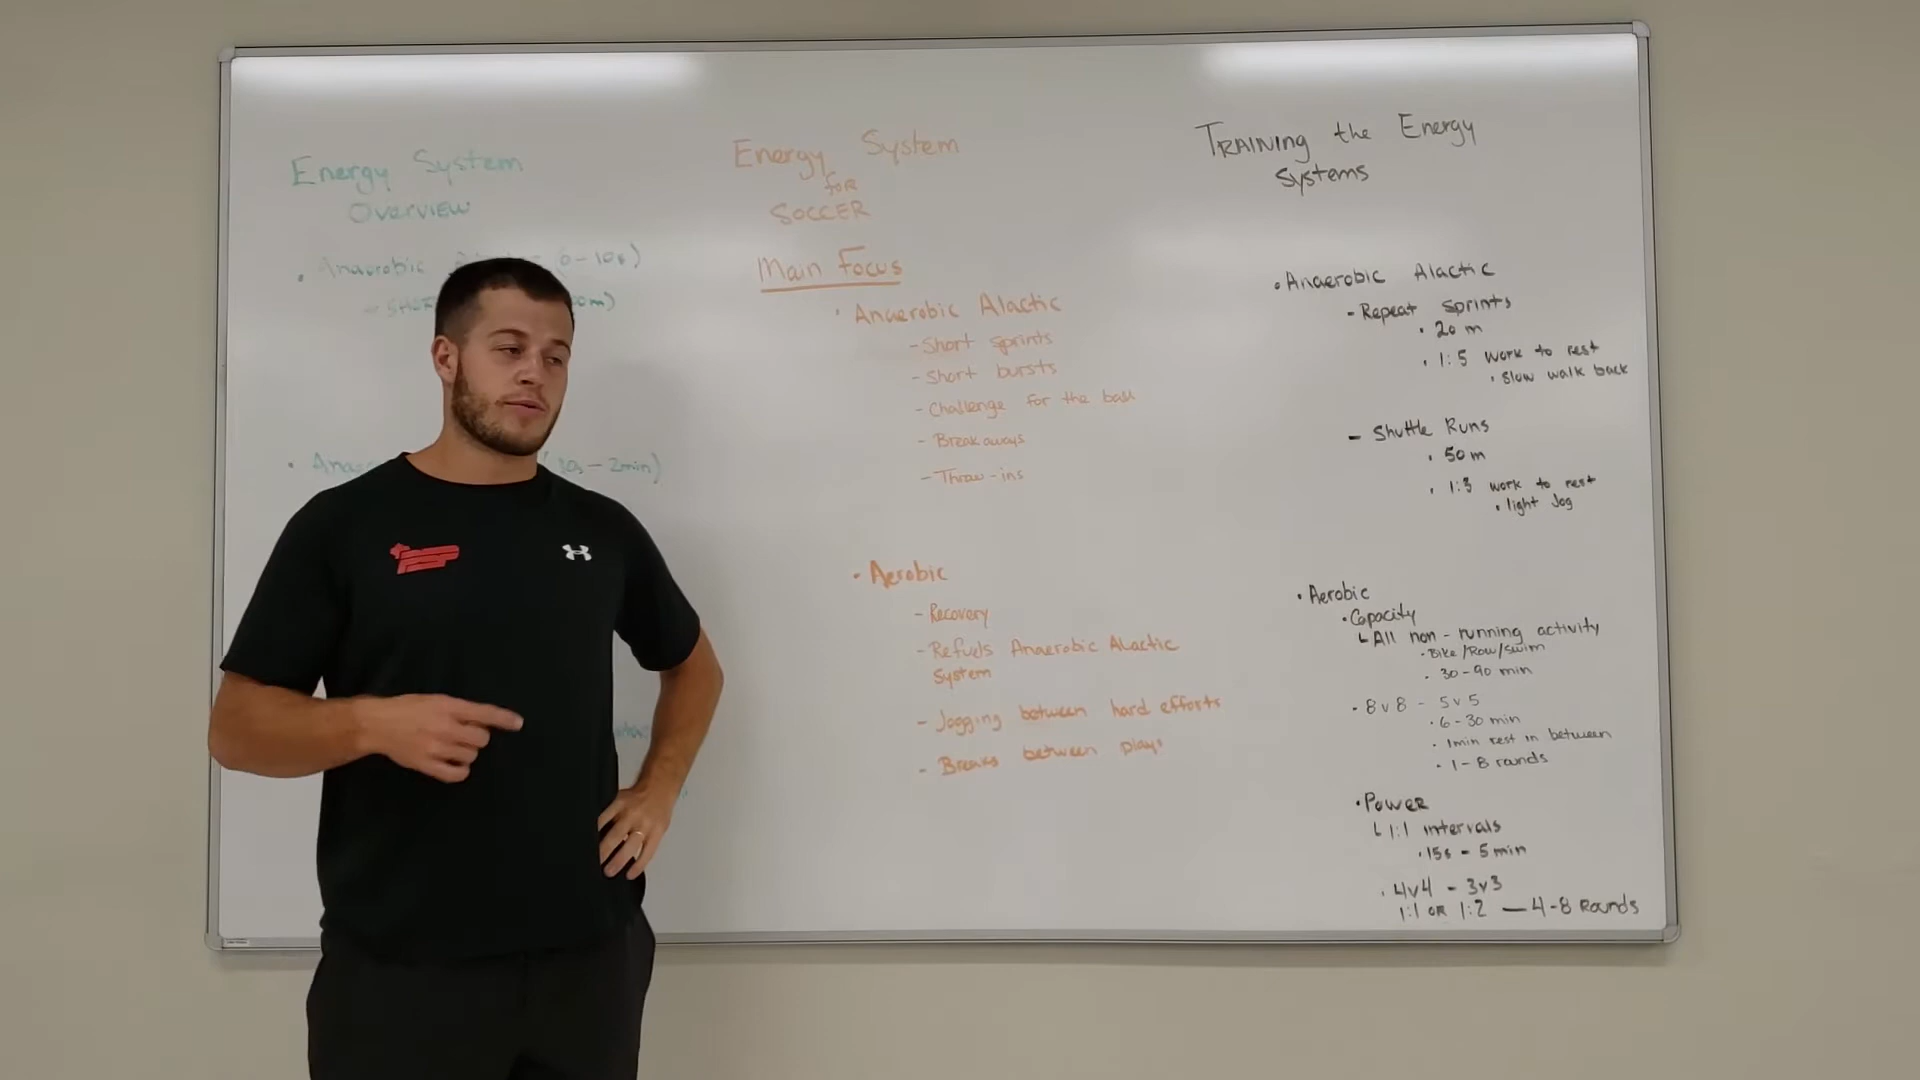 Energy System
Overview
• Anaerobic (0-10s)
• (30s - 2min)
Energy System
for
SOCCER
Main Focus
• Anaerobic Alactic
- Short sprints
- Short bursts
- Challenge for the ball
- Breakaways
- Throw-ins
• Aerobic
- Recovery
- Refuels Anaerobic Alactic
System
- Jogging between hard efforts
- Breaks between plays
TRAINING the Energy
Systems
• Anaerobic Alactic
- Repeat Sprints
• 20 m
• 1:5 work to rest
• Slow walk back
- Shuttle Runs
• 50 m
• 1:3 work to rest
• light Jog
• Aerobic
• Capacity
↳ All non-running activity
• Bike/Row/Swim
• 30-90 min
• 8v8 - 5v5
• 6-30 min
• 1min rest in between
• 1-8 rounds
• POWER
↳ 1:1 intervals
• 15s - 5min
• 4v4 - 3v3
1:1 OR 1:2 — 4-8 Rounds